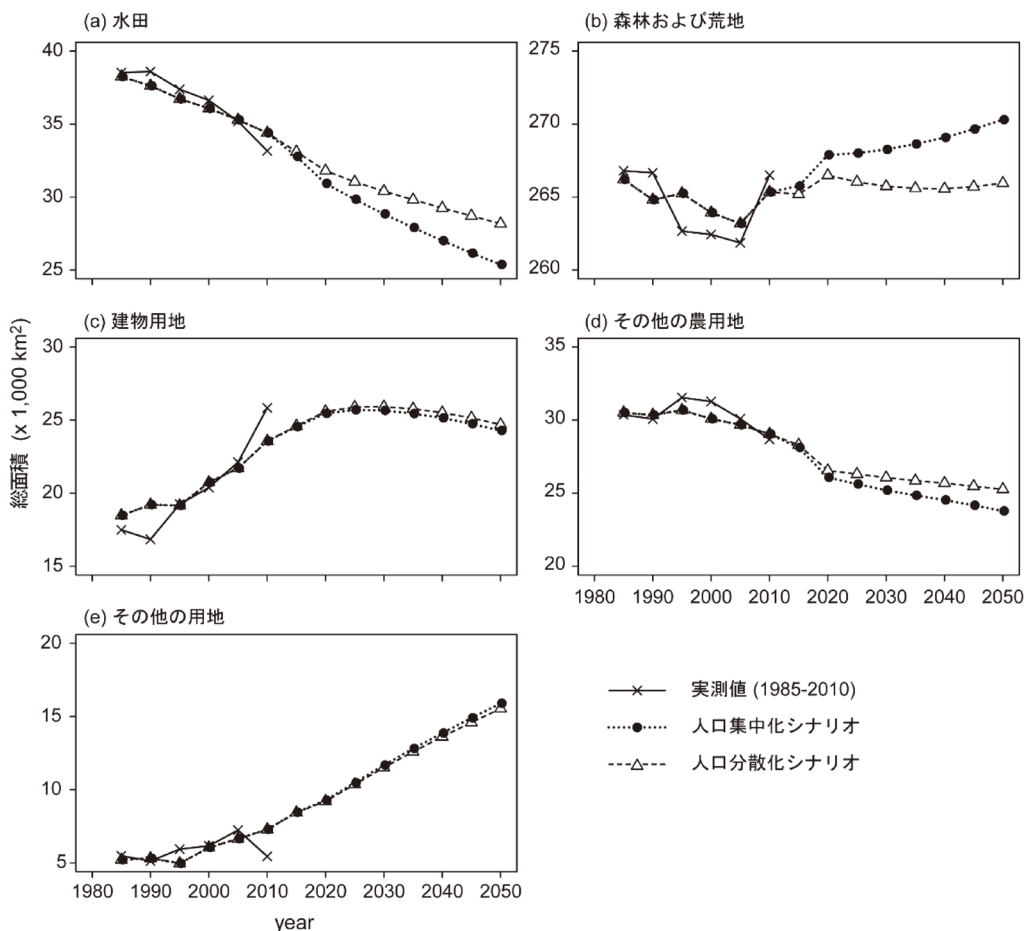 (a) 水田
40
35
30
25
(b) 森林および荒地
275
270
265
260
総面積 (x 1,000 km2)
(c) 建物用地
30
25
20
15
(d) その他の農用地
35
30
25
20
1980 1990 2000 2010 2020 2030 2040 2050
(e) その他の用地
20
15
10
5
1980 1990 2000 2010 2020 2030 2040 2050
year
実測値 (1985-2010)
人口集中化シナリオ
人口分散化シナリオ